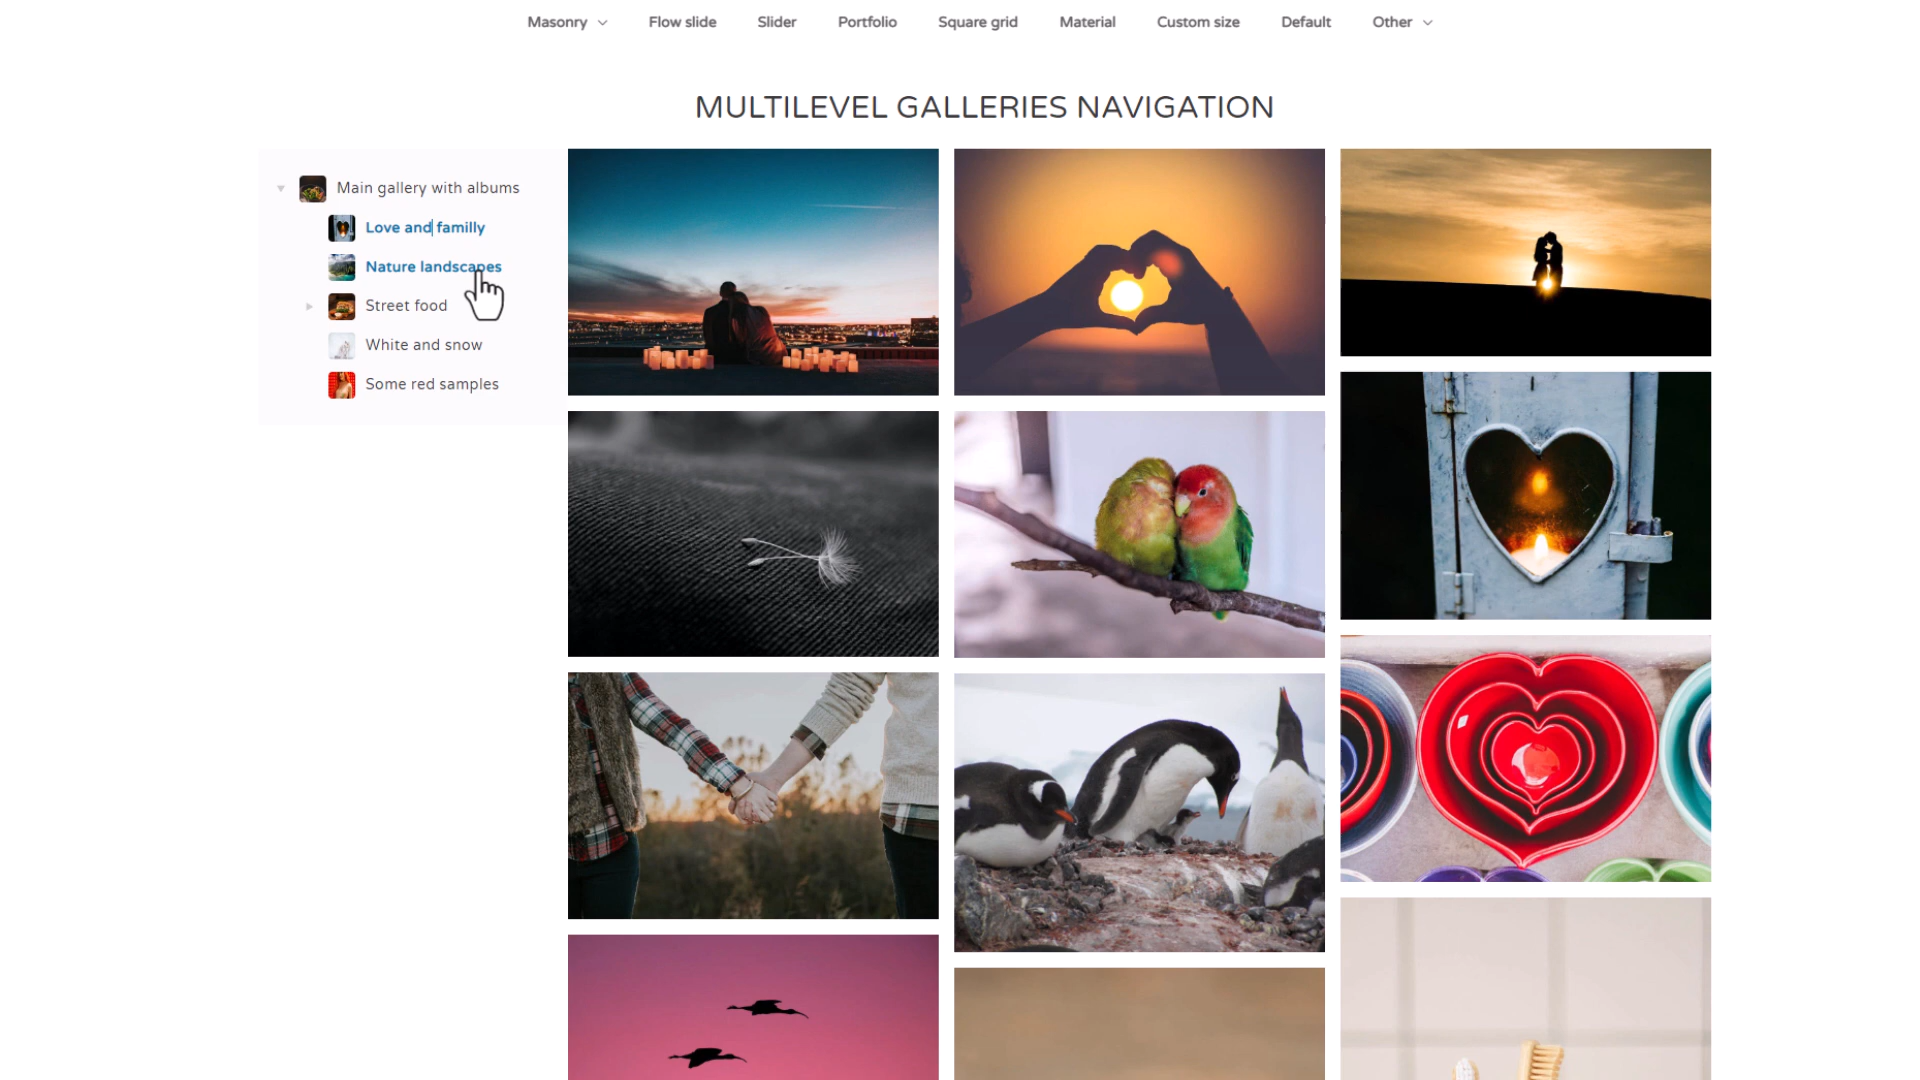 Masonry Flow slide Slider Portfolio Square grid Material Custom size Default Other
MULTILEVEL GALLERIES NAVIGATION
Main gallery with albums
Love and familly
Nature landscapes
Street food
White and snow
Some red samples